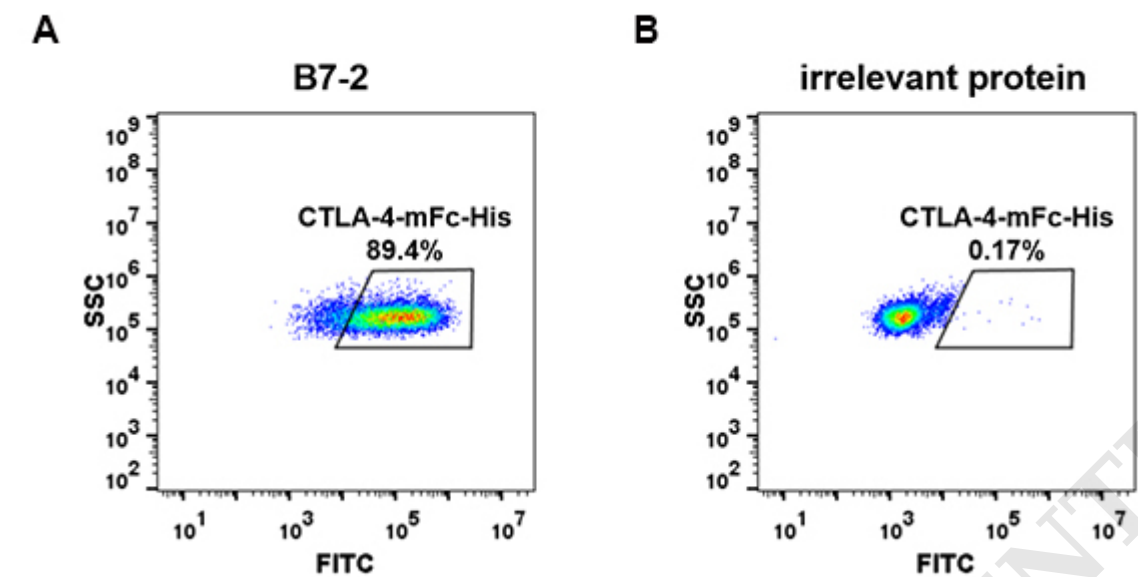 A
B7-2
10⁹
10⁸
10⁷
10⁶
10⁵
10⁴
10³
10²
SSC
CTLA-4-mFc-His
89.4%
10¹
10³
10⁵
10⁷
FITC
B
irrelevant protein
10⁹
10⁸
10⁷
10⁶
10⁵
10⁴
10³
10²
SSC
CTLA-4-mFc-His
0.17%
10¹
10³
10⁵
10⁷
FITC